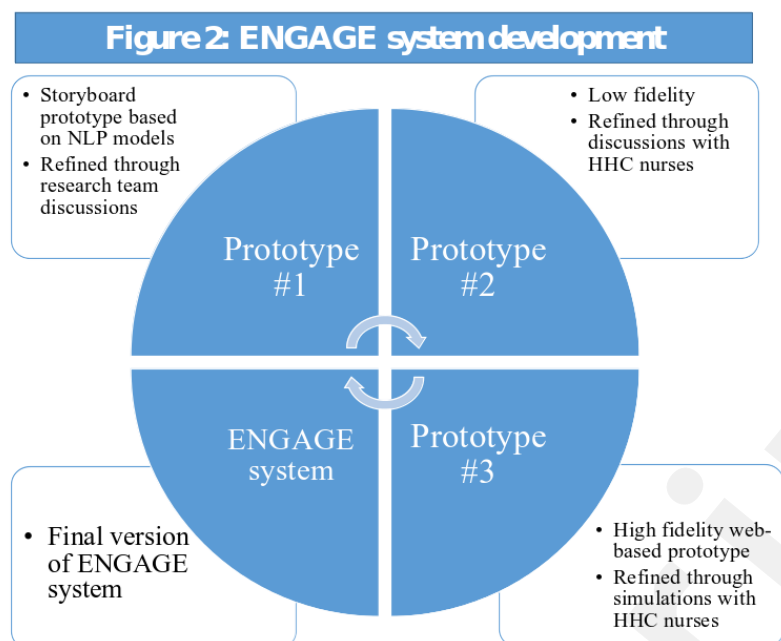 Figure 2: ENGAGE system development
• Storyboard
prototype based
on NLP models
• Refined through
research team
discussions
• Low fidelity
• Refined through
discussions with
HHC nurses
Prototype
#1
Prototype
#2
ENGAGE
system
Prototype
#3
• Final version
of ENGAGE
system
• High fidelity web-
based prototype
• Refined through
simulations with
HHC nurses